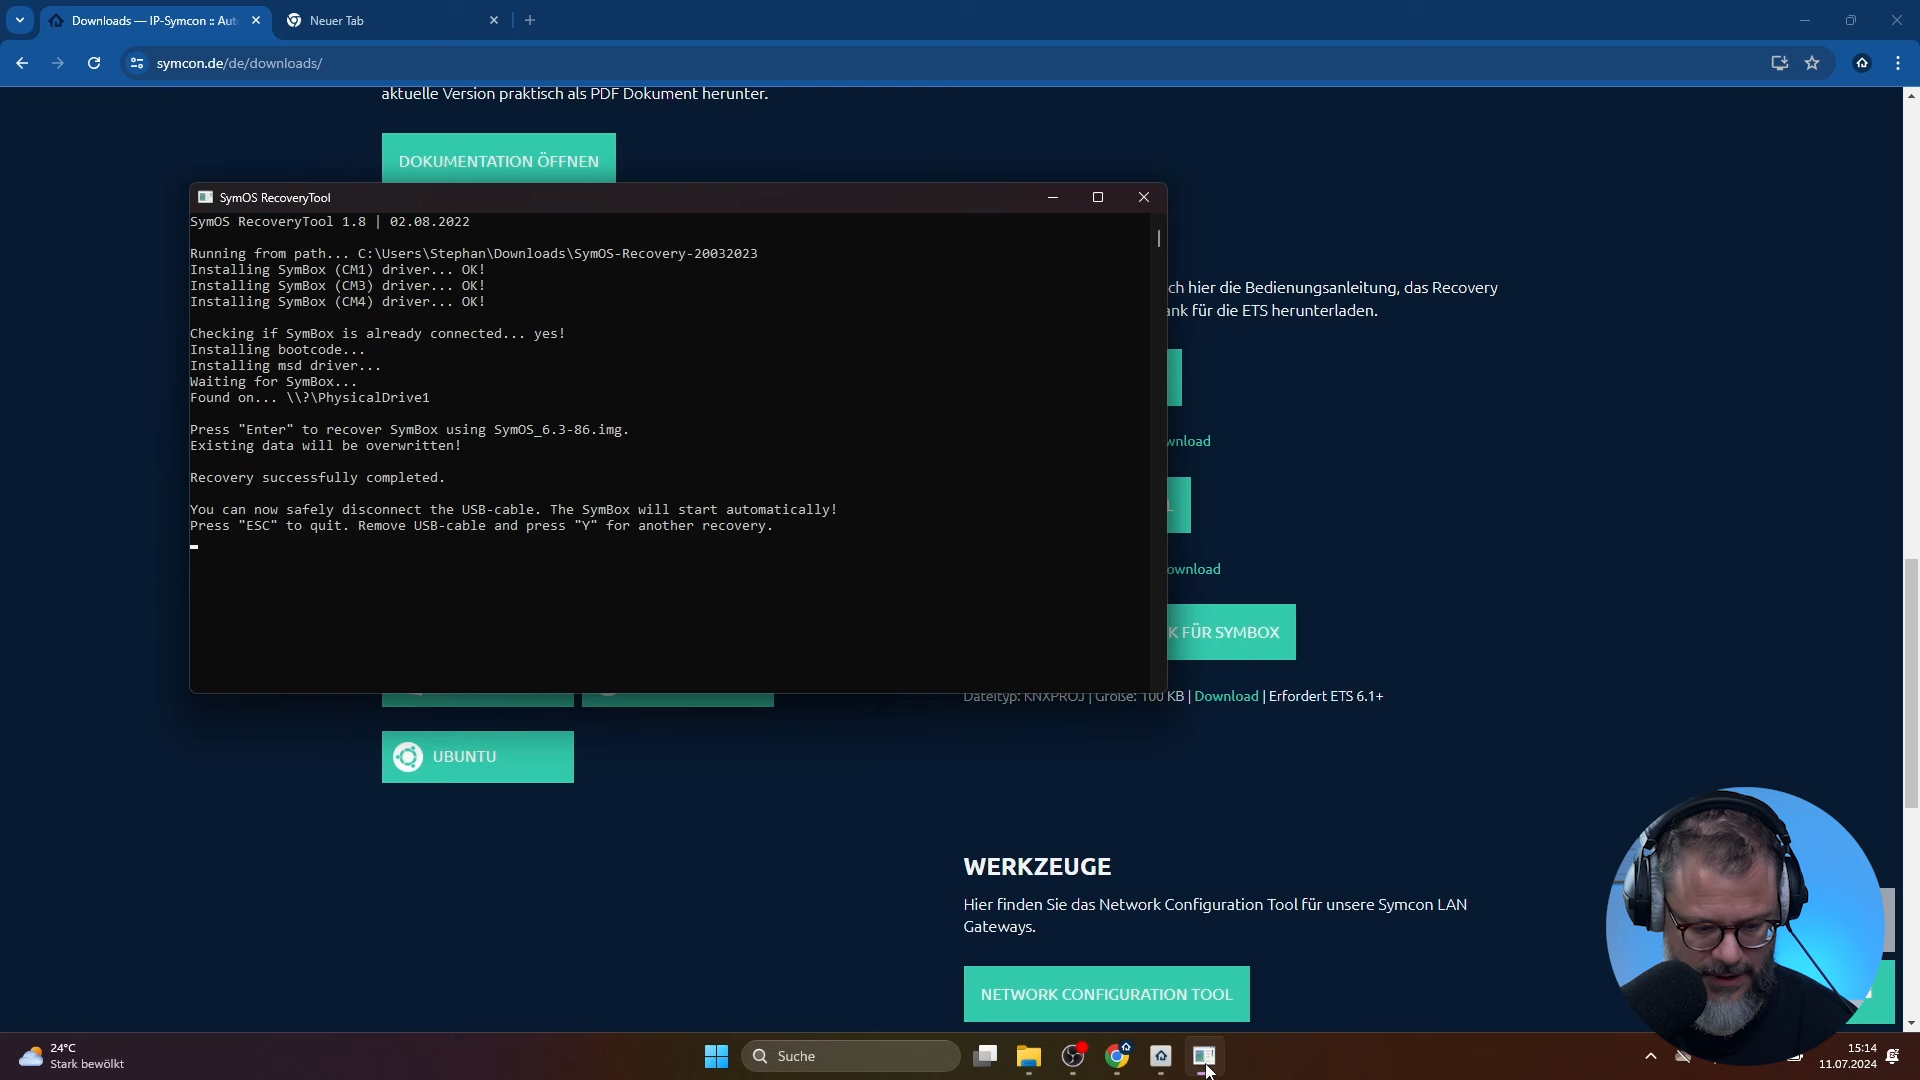 Downloads — IP-Symcon :: Aut
Neuer Tab
symcon.de/de/downloads/
aktuelle Version praktisch als PDF Dokument herunter.
DOKUMENTATION ÖFFNEN
SymOS RecoveryTool
SymOS RecoveryTool 1.8 | 02.08.2022
Running from path... C:\Users\Stephan\Downloads\SymOS-Recovery-20032023
Installing SymBox (CM1) driver... OK!
Installing SymBox (CM3) driver... OK!
Installing SymBox (CM4) driver... OK!
Checking if SymBox is already connected... yes!
Installing bootcode...
Installing msd driver...
Waiting for SymBox...
Found on... \\?\PhysicalDrive1
Press "Enter" to recover SymBox using SymOS_6.3-86.img.
Existing data will be overwritten!
Recovery successfully completed.
You can now safely disconnect the USB-cable. The SymBox will start automatically!
Press "ESC" to quit. Remove USB-cable and press "Y" for another recovery.
ch hier die Bedienungsanleitung, das Recovery
ank für die ETS herunterladen.
wnload
L
ownload
K FÜR SYMBOX
Dateityp: KNXPROJ | Größe: 100 KB | Download | Erfordert ETS 6.1+
UBUNTU
WERKZEUGE
Hier finden Sie das Network Configuration Tool für unsere Symcon LAN
Gateways.
NETWORK CONFIGURATION TOOL
24°C
Stark bewölkt
Suche
15:14
11.07.2024